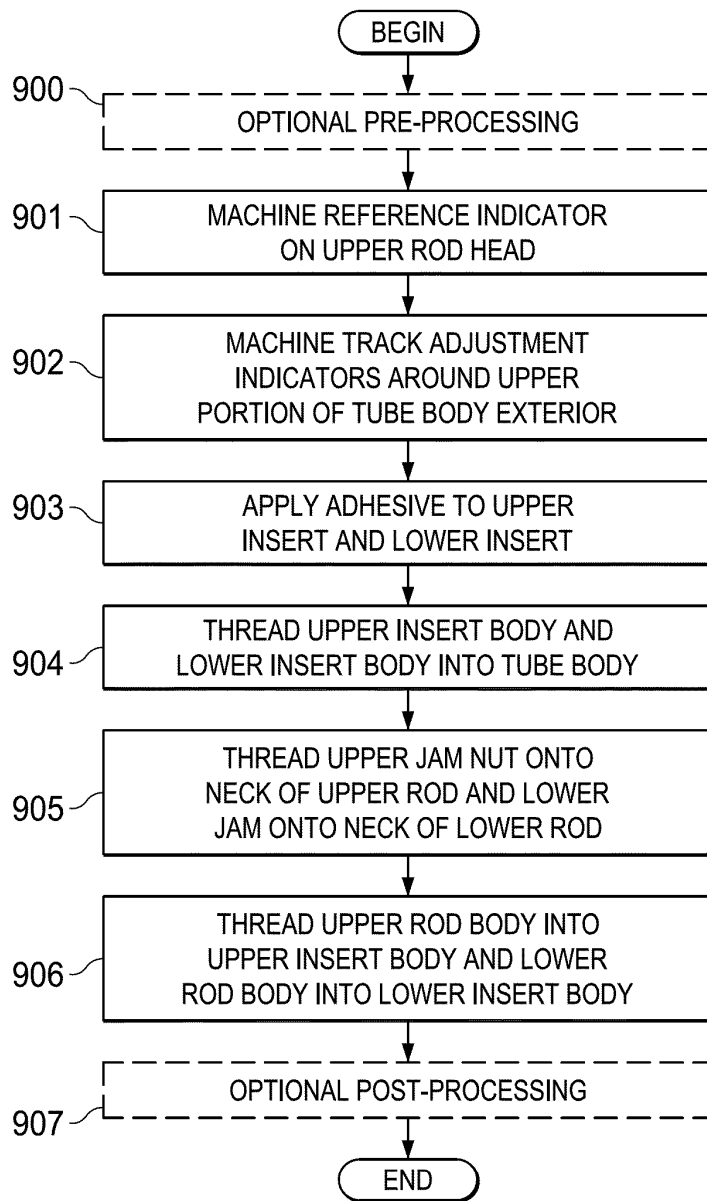 BEGIN
900
OPTIONAL PRE-PROCESSING
901
MACHINE REFERENCE INDICATOR
ON UPPER ROD HEAD
902
MACHINE TRACK ADJUSTMENT
INDICATORS AROUND UPPER
PORTION OF TUBE BODY EXTERIOR
903
APPLY ADHESIVE TO UPPER
INSERT AND LOWER INSERT
904
THREAD UPPER INSERT BODY AND
LOWER INSERT BODY INTO TUBE BODY
905
THREAD UPPER JAM NUT ONTO
NECK OF UPPER ROD AND LOWER
JAM ONTO NECK OF LOWER ROD
906
THREAD UPPER ROD BODY INTO
UPPER INSERT BODY AND LOWER
ROD BODY INTO LOWER INSERT BODY
OPTIONAL POST-PROCESSING
907
END